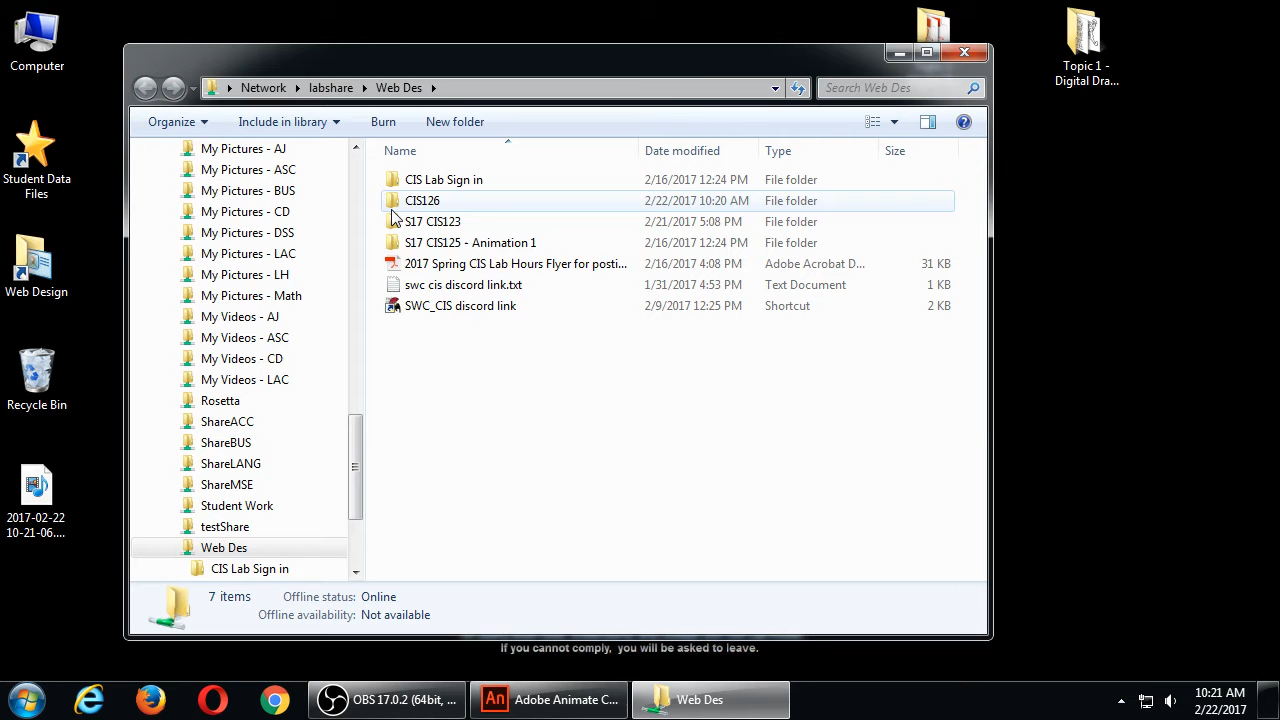 Computer
Student Data
Files
Web Design
Recycle Bin
2017-02-22
10-21-06....
Topic 1 -
Digital Dra...
Network
labshare
Web Des
Search Web Des
Organize
Include in library
Burn
New folder
My Pictures - AJ
My Pictures - ASC
My Pictures - BUS
My Pictures - CD
My Pictures - DSS
My Pictures - LAC
My Pictures - LH
My Pictures - Math
My Videos - AJ
My Videos - ASC
My Videos - CD
My Videos - LAC
Rosetta
ShareACC
ShareBUS
ShareLANG
ShareMSE
Student Work
testShare
Web Des
CIS Lab Sign in
Name Date modified Type Size
CIS Lab Sign in 2/16/2017 12:24 PM File folder
CIS126 2/22/2017 10:20 AM File folder
S17 CIS123 2/21/2017 5:08 PM File folder
S17 CIS125 - Animation 1 2/16/2017 12:24 PM File folder
2017 Spring CIS Lab Hours Flyer for posti... 2/16/2017 4:08 PM Adobe Acrobat D... 31 KB
swc cis discord link.txt 1/31/2017 4:53 PM Text Document 1 KB
SWC_CIS discord link 2/9/2017 12:25 PM Shortcut 2 KB
7 items Offline status: Online
Offline availability: Not available
If you cannot comply, you will be asked to leave.
OBS 17.0.2 (64bit, ...
An Adobe Animate C...
Web Des
10:21 AM
2/22/2017